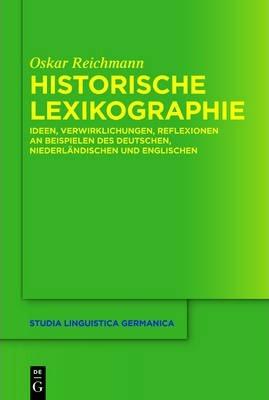 Oskar Reichmann
HISTORISCHE
LEXIKOGRAPHIE
IDEEN, VERWIRKLICHUNGEN, REFLEXIONEN
AN BEISPIELEN DES DEUTSCHEN,
NIEDERLÄNDISCHEN UND ENGLISCHEN
STUDIA LINGUISTICA GERMANICA
DE
G